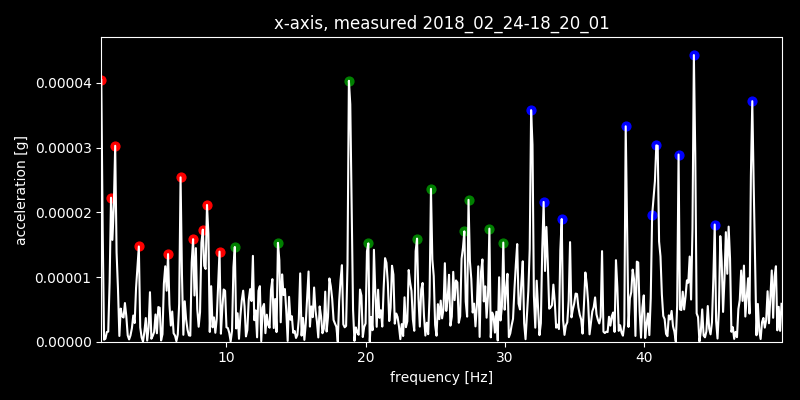 x-axis, measured 2018_02_24-18_20_01
acceleration [g]
0.00004
0.00003
0.00002
0.00001
0.00000
10 20 30 40
frequency [Hz]